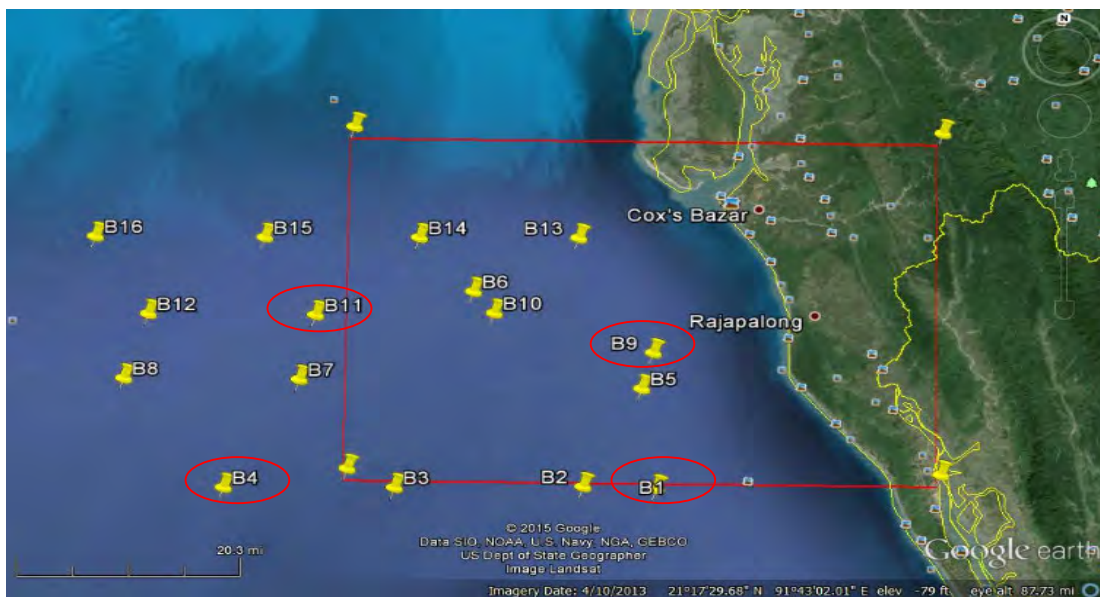 N
Cox's Bazar
B16
B15
B14
B13
B6
B12
B11
B10
Rajapalong
B9
B8
B7
B5
B4
B3
B2
B1
© 2015 Google
Data SIO, NOAA, U.S. Navy, NGA, GEBCO
US Dept of State Geographer
Image Landsat
20.3 mi
Google earth
Imagery Date: 4/10/2013 21°17'29.68" N 91°43'02.01" E elev -79 ft eye alt 87.73 mi